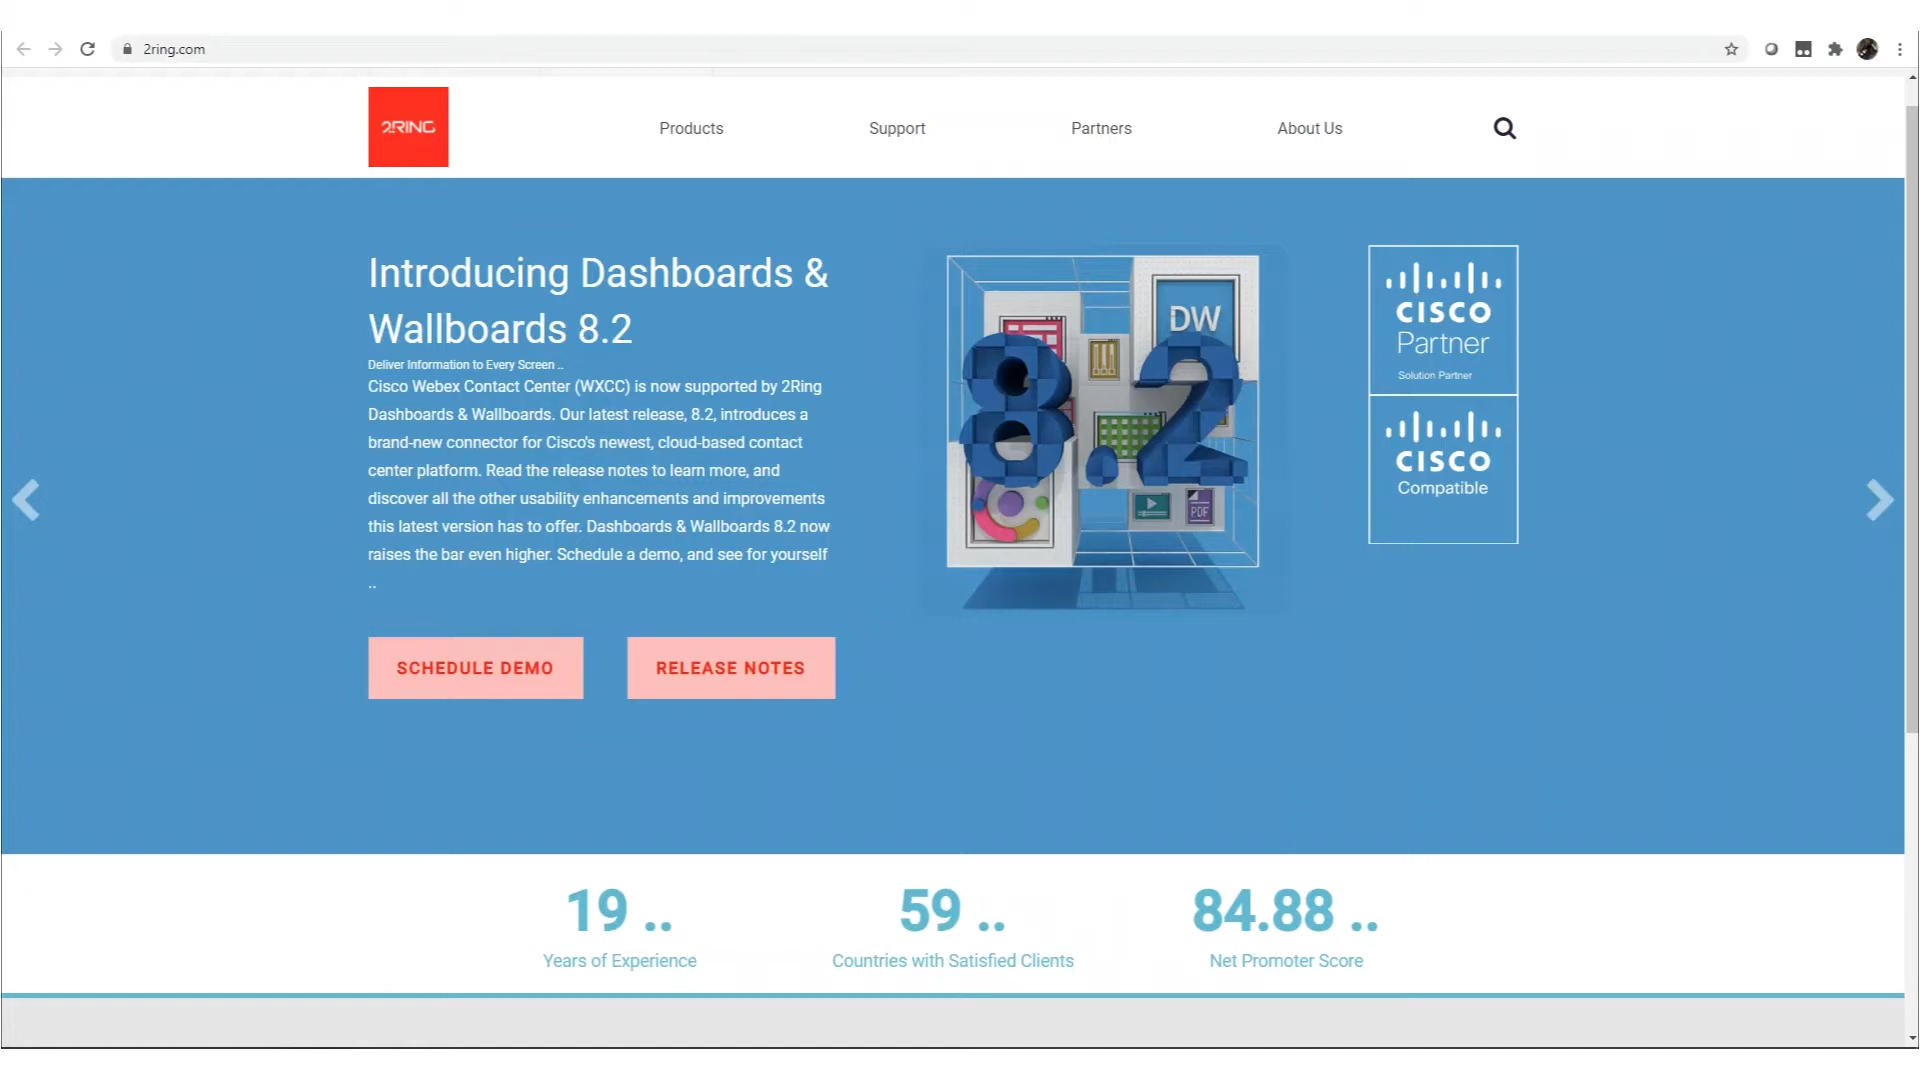 2ring.com
2RING
Products
Support
Partners
About Us
Introducing Dashboards &
Wallboards 8.2
Deliver Information to Every Screen ..
Cisco Webex Contact Center (WXCC) is now supported by 2Ring
Dashboards & Wallboards. Our latest release, 8.2, introduces a
brand-new connector for Cisco's newest, cloud-based contact
center platform. Read the release notes to learn more, and
discover all the other usability enhancements and improvements
this latest version has to offer. Dashboards & Wallboards 8.2 now
raises the bar even higher. Schedule a demo, and see for yourself
..
SCHEDULE DEMO
RELEASE NOTES
DW
8.2
PDF
CISCO
Partner
Solution Partner
CISCO
Compatible
19 ..
Years of Experience
59 ..
Countries with Satisfied Clients
84.88 ..
Net Promoter Score